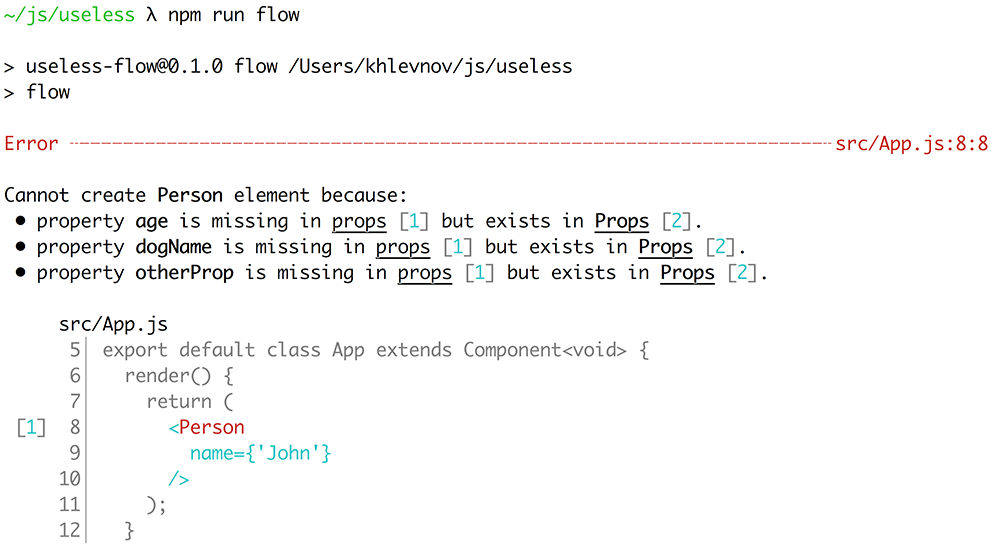 ~/js/useless λ npm run flow
> useless-flow@0.1.0 flow /Users/khlevnov/js/useless
> flow
Error ------------------------------------------------------------ src/App.js:8:8
Cannot create Person element because:
• property age is missing in props [1] but exists in Props [2].
• property dogName is missing in props [1] but exists in Props [2].
• property otherProp is missing in props [1] but exists in Props [2].
src/App.js
5│ export default class App extends Component<void> {
6│   render() {
7│     return (
[1] 8│       <Person
9│         name={'John'}
10│       />
11│     );
12│   }